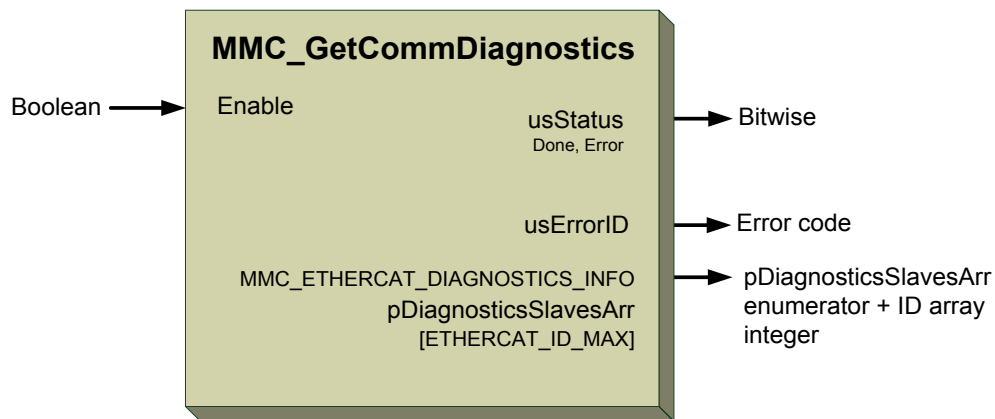 MMC_GetCommDiagnostics
Boolean
Enable
usStatus
Done, Error
Bitwise
usErrorID
Error code
MMC_ETHERCAT_DIAGNOSTICS_INFO
pDiagnosticsSlavesArr
[ETHERCAT_ID_MAX]
pDiagnosticsSlavesArr
enumerator + ID array
integer